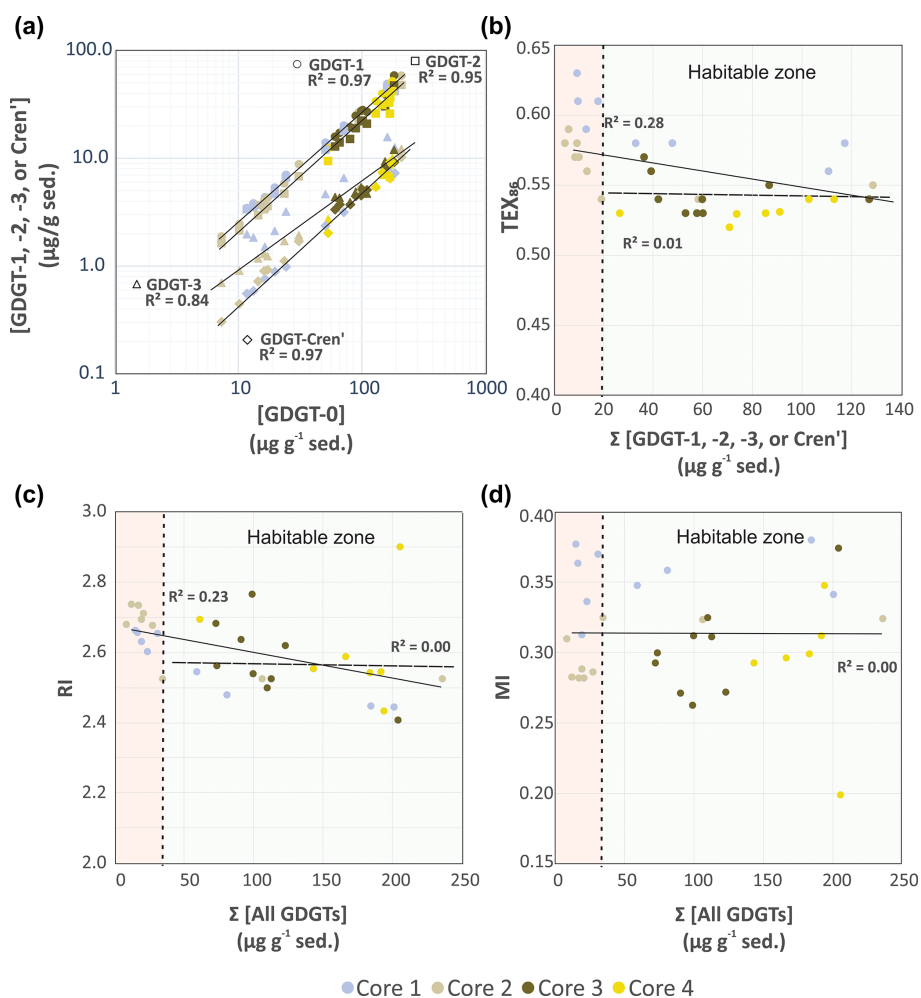 (a)
[GDGT-1, -2, -3, or Cren']
(µg/g sed.)
100.0
10.0
1.0
0.1
GDGT-1
R² = 0.97
GDGT-2
R² = 0.95
GDGT-3
R² = 0.84
GDGT-Cren'
R² = 0.97
1 10 100 1000
[GDGT-0]
(µg g⁻¹ sed.)
(b)
TEX₈₆
0.65
0.60
0.55
0.50
0.45
0.40
Habitable zone
R² = 0.28
R² = 0.01
0 20 40 60 80 100 120 140
Σ [GDGT-1, -2, -3, or Cren']
(µg g⁻¹ sed.)
(c)
RI
3.0
2.8
2.6
2.4
2.2
2.0
Habitable zone
R² = 0.23
R² = 0.00
0 50 100 150 200 250
Σ [All GDGTs]
(µg g⁻¹ sed.)
(d)
MI
0.40
0.35
0.30
0.25
0.20
0.15
Habitable zone
R² = 0.00
0 50 100 150 200 250
Σ [All GDGTs]
(µg g⁻¹ sed.)
Core 1 Core 2 Core 3 Core 4